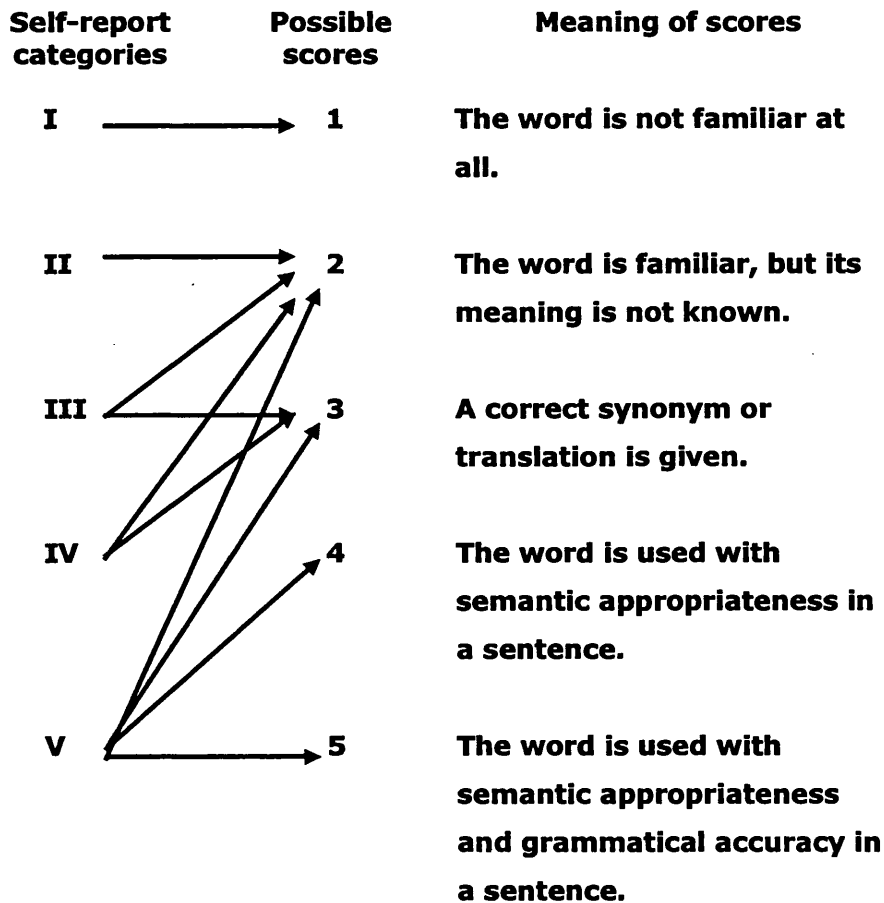 Self-report Possible Meaning of scores
categories scores
I 1 The word is not familiar at
all.
II 2 The word is familiar, but its
meaning is not known.
III 3 A correct synonym or
translation is given.
IV 4 The word is used with
semantic appropriateness in
a sentence.
V 5 The word is used with
semantic appropriateness
and grammatical accuracy in
a sentence.